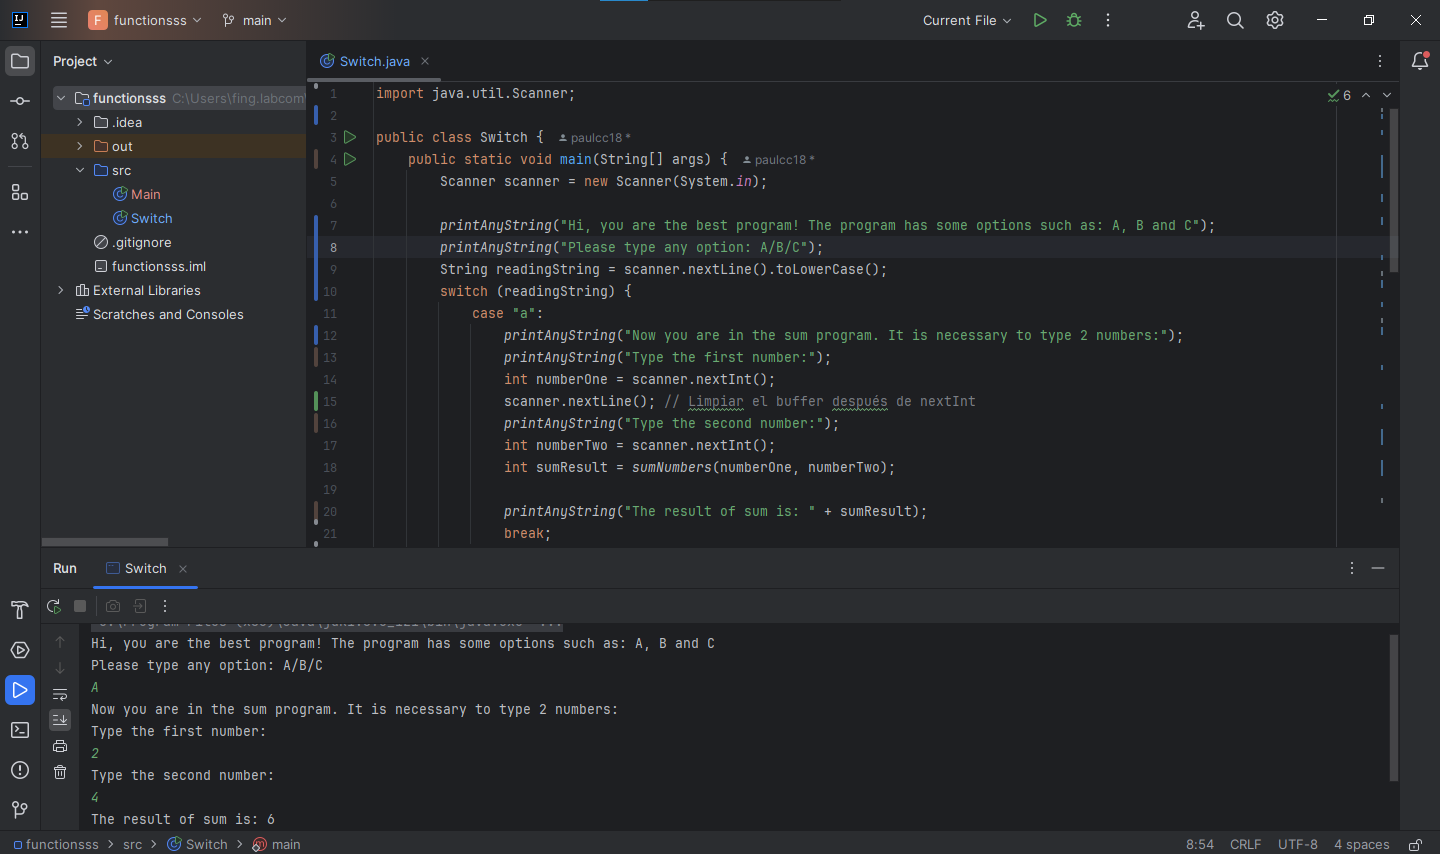 F functionsss main Current File
Project Switch.java
functionsss C:\Users\fing.labcom
.idea
out
src
Main
Switch
.gitignore
functionsss.iml
External Libraries
Scratches and Consoles
6
1 import java.util.Scanner;
2
3 public class Switch { paulcc18 *
4 public static void main(String[] args) { paulcc18 *
5 Scanner scanner = new Scanner(System.in);
6
7 printAnyString("Hi, you are the best program! The program has some options such as: A, B and C");
8 printAnyString("Please type any option: A/B/C");
9 String readingString = scanner.nextLine().toLowerCase();
10 switch (readingString) {
11 case "a":
12 printAnyString("Now you are in the sum program. It is necessary to type 2 numbers:");
13 printAnyString("Type the first number:");
14 int numberOne = scanner.nextInt();
15 scanner.nextLine(); // Limpiar el buffer después de nextInt
16 printAnyString("Type the second number:");
17 int numberTwo = scanner.nextInt();
18 int sumResult = sumNumbers(numberOne, numberTwo);
19
20 printAnyString("The result of sum is: " + sumResult);
21 break;
Run Switch
Hi, you are the best program! The program has some options such as: A, B and C
Please type any option: A/B/C
A
Now you are in the sum program. It is necessary to type 2 numbers:
Type the first number:
2
Type the second number:
4
The result of sum is: 6
functionsss src Switch main 8:54 CRLF UTF-8 4 spaces